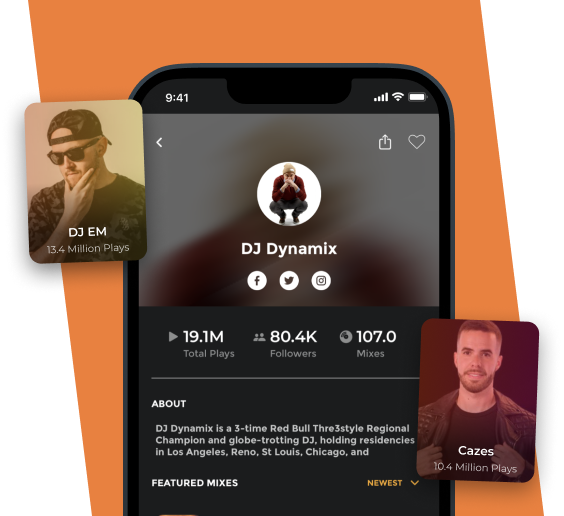 9:41
DJ EM
13.4 Million Plays
DJ Dynamix
19.1M
Total Plays
80.4K
Followers
107.0
Mixes
ABOUT
DJ Dynamix is a 3-time Red Bull Thre3style Regional
Champion and globe-trotting DJ, holding residencies
in Los Angeles, Reno, St Louis, Chicago, and
Cazes
10.4 Million Plays
FEATURED MIXES
NEWEST